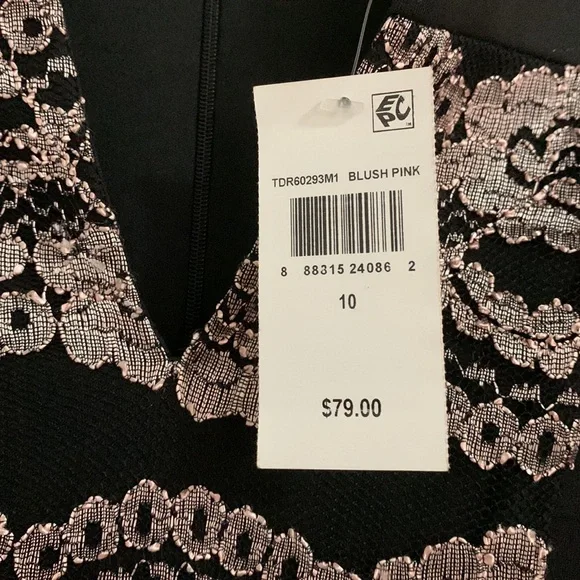 EPC
TDR60293M1 BLUSH PINK
8 88315 24086 2
10
$79.00